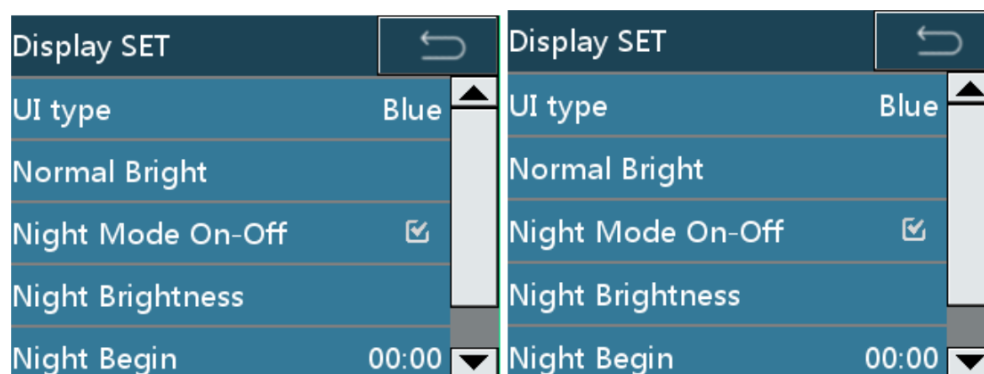 Display SET
UI type Blue
Normal Bright
Night Mode On-Off
Night Brightness
Night Begin 00:00
Display SET
UI type Blue
Normal Bright
Night Mode On-Off
Night Brightness
Night Begin 00:00